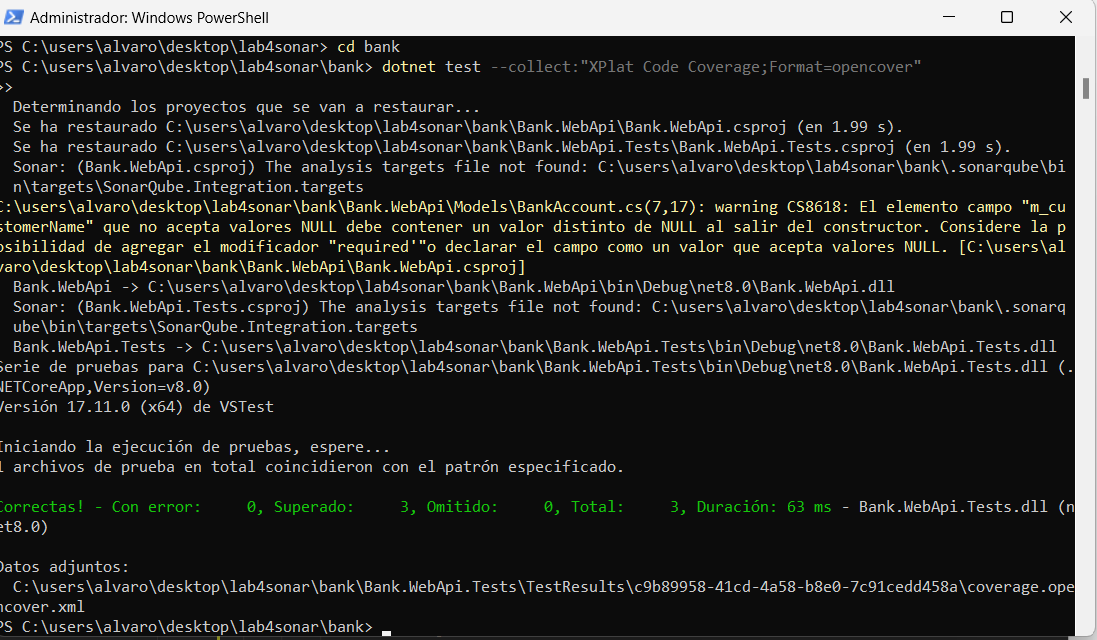 Administrador: Windows PowerShell
PS C:\users\alvaro\desktop\lab4sonar> cd bank
PS C:\users\alvaro\desktop\lab4sonar\bank> dotnet test --collect:"XPlat Code Coverage;Format=opencover"
>>
Determinando los proyectos que se van a restaurar...
Se ha restaurado C:\users\alvaro\desktop\lab4sonar\bank\Bank.WebApi\Bank.WebApi.csproj (en 1.99 s).
Se ha restaurado C:\users\alvaro\desktop\lab4sonar\bank\Bank.WebApi.Tests\Bank.WebApi.Tests.csproj (en 1.99 s).
Sonar: (Bank.WebApi.csproj) The analysis targets file not found: C:\users\alvaro\desktop\lab4sonar\bank\.sonarqube\bi
n\targets\SonarQube.Integration.targets
C:\users\alvaro\desktop\lab4sonar\bank\Bank.WebApi\Models\BankAccount.cs(7,17): warning CS8618: El elemento campo "m_cu
stomerName" que no acepta valores NULL debe contener un valor distinto de NULL al salir del constructor. Considere la p
osibilidad de agregar el modificador "required'"o declarar el campo como un valor que acepta valores NULL. [C:\users\al
varo\desktop\lab4sonar\bank\Bank.WebApi\Bank.WebApi.csproj]
Bank.WebApi -> C:\users\alvaro\desktop\lab4sonar\bank\Bank.WebApi\bin\Debug\net8.0\Bank.WebApi.dll
Sonar: (Bank.WebApi.Tests.csproj) The analysis targets file not found: C:\users\alvaro\desktop\lab4sonar\bank\.sonarq
ube\bin\targets\SonarQube.Integration.targets
Bank.WebApi.Tests -> C:\users\alvaro\desktop\lab4sonar\bank\Bank.WebApi.Tests\bin\Debug\net8.0\Bank.WebApi.Tests.dll
Serie de pruebas para C:\users\alvaro\desktop\lab4sonar\bank\Bank.WebApi.Tests\bin\Debug\net8.0\Bank.WebApi.Tests.dll (.
NETCoreApp,Version=v8.0)
Versión 17.11.0 (x64) de VSTest
Iniciando la ejecución de pruebas, espere...
1 archivos de prueba en total coincidieron con el patrón especificado.
Correctas! - Con error:     0, Superado:     3, Omitido:     0, Total:     3, Duración: 63 ms - Bank.WebApi.Tests.dll (n
et8.0)
Datos adjuntos:
C:\users\alvaro\desktop\lab4sonar\bank\Bank.WebApi.Tests\TestResults\c9b89958-41cd-4a58-b8e0-7c91cedd458a\coverage.ope
ncover.xml
PS C:\users\alvaro\desktop\lab4sonar\bank>